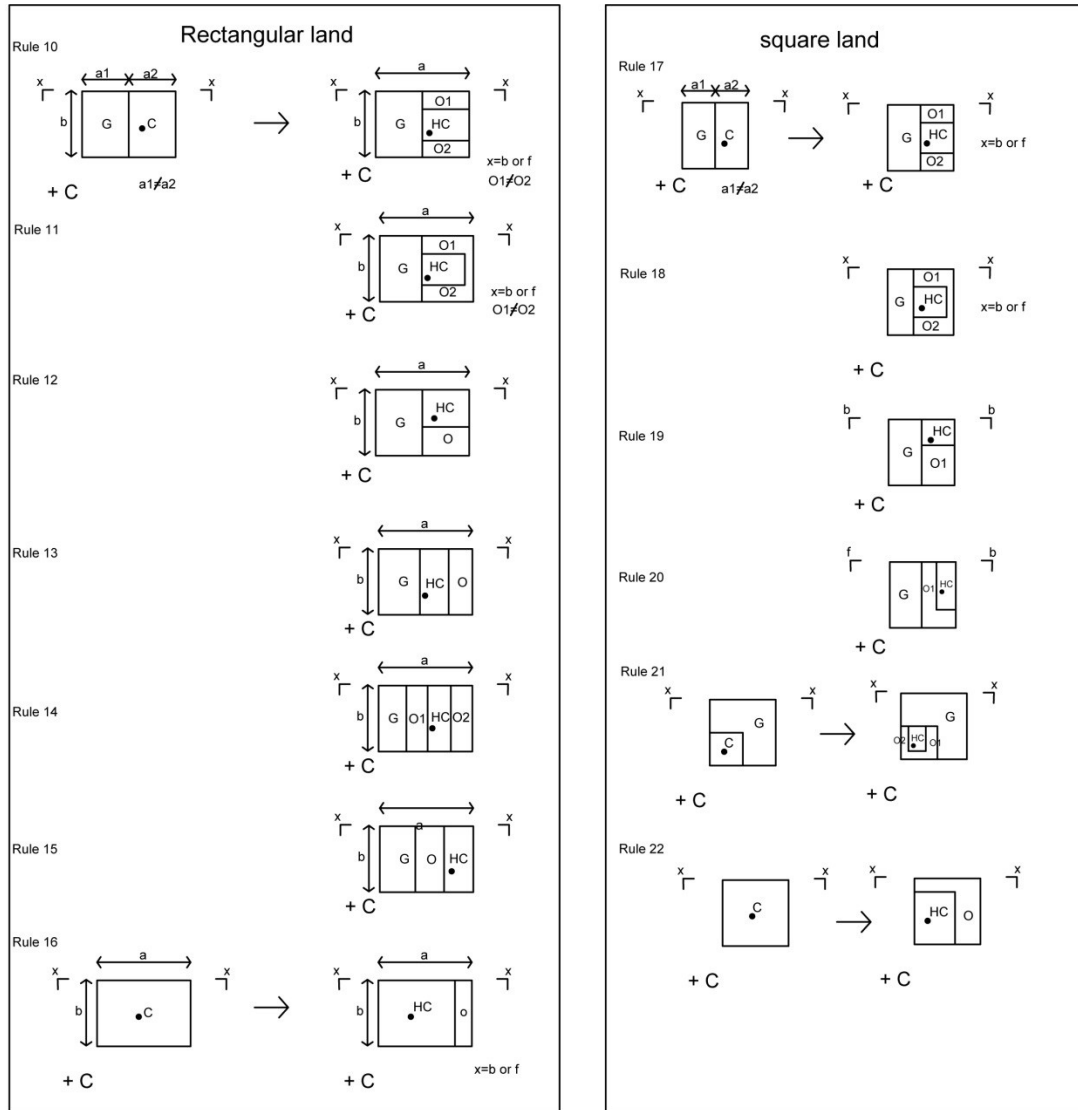 Rectangular land
Rule 10
x a1 a2 x
b G C
+ C a1≠a2
x a x
b G O1 HC O2
x=b or f
O1≠O2
+ C
Rule 11
x a x
b G O1 HC O2
x=b or f
O1≠O2
+ C
Rule 12
x a x
b G HC O
+ C
Rule 13
x a x
b G HC O
+ C
Rule 14
x a x
b G O1 HC O2
+ C
Rule 15
x a x
b G O HC
+ C
Rule 16
x a x
b C
+ C
x a x
b HC o
x=b or f
+ C
square land
Rule 17
x a1 a2 x
G C
+ C a1≠a2
x x
G O1 HC O2
x=b or f
+ C
Rule 18
x x
G O1 HC O2
x=b or f
+ C
Rule 19
b b
G HC O1
+ C
Rule 20
f b
G O1 HC
+ C
Rule 21
x x
G C
+ C
x x
G O2 HC O1
+ C
Rule 22
x x
C
+ C
x x
HC O
+ C